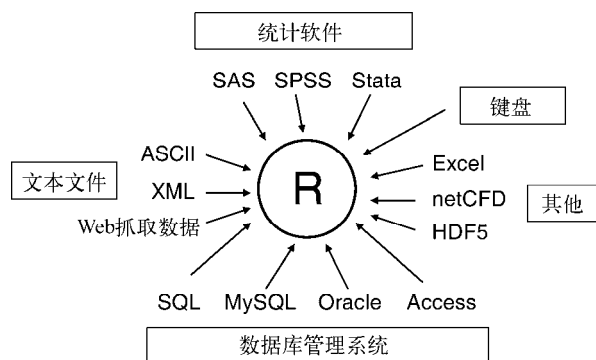 统计软件
SAS SPSS Stata
键盘
ASCII
Excel
文本文件
XML
R
netCFD
其他
Web抓取数据
HDF5
SQL MySQL Oracle Access
数据库管理系统